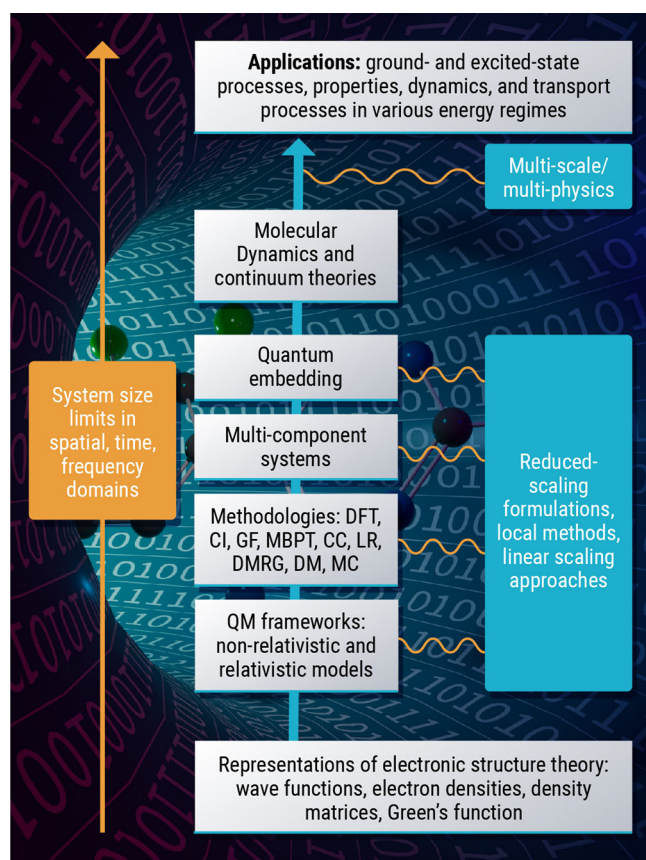 Applications: ground- and excited-state
processes, properties, dynamics, and transport
processes in various energy regimes
Multi-scale/
multi-physics
Molecular
Dynamics and
continuum theories
Quantum
embedding
System size
limits in
spatial, time,
frequency
domains
Multi-component
systems
Reduced-
scaling
formulations,
local methods,
linear scaling
approaches
Methodologies: DFT,
CI, GF, MBPT, CC, LR,
DMRG, DM, MC
QM frameworks:
non-relativistic and
relativistic models
Representations of electronic structure theory:
wave functions, electron densities, density
matrices, Green's function